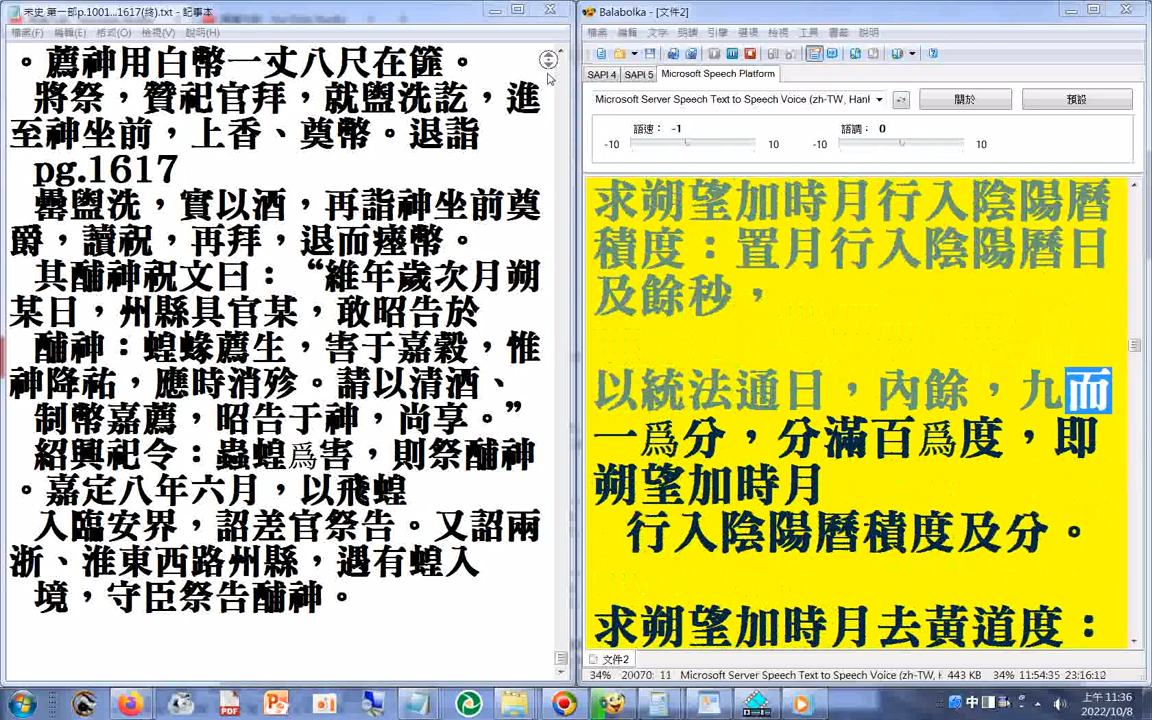 宋史 第一部p.1001...1617(終).txt - 記事本
檔案(F) 編輯(E) 格式(O) 檢視(V) 說明(H)
。薦神用白幣一丈八尺在篚。
將祭，贊祀官拜，就盥洗訖，進
至神坐前，上香、奠幣。退詣
pg.1617
罍盥洗，實以酒，再詣神坐前奠
爵，讀祝，再拜，退而瘞幣。
其酺神祝文曰：“維年歲次月朔
某日，州縣具官某，敢昭告於
酺神：蝗蝝薦生，害于嘉穀，惟
神降祐，應時消殄。請以清酒、
制幣嘉薦，昭告于神，尚享。”
紹興祀令：蟲蝗爲害，則祭酺神
。嘉定八年六月，以飛蝗
入臨安界，詔差官祭告。又詔兩
浙、淮東西路州縣，遇有蝗入
境，守臣祭告酺神。
Balabolka - [文件2]
檔案 編輯 文字 朗讀 引擎 選項 檢視 工具 書籤 說明
SAPI 4 SAPI 5 Microsoft Speech Platform
Microsoft Server Speech Text to Speech Voice (zh-TW, Hanl
關於
預設
語速： -1
語調： 0
-10 10 -10 10
求朔望加時月行入陰陽曆
積度：置月行入陰陽曆日
及餘秒，
以統法通日，內餘，九而
一爲分，分滿百爲度，即
朔望加時月
行入陰陽曆積度及分。
求朔望加時月去黃道度：
文件2
34% 20070: 11 Microsoft Server Speech Text to Speech Voice (zh-TW, H 443 KB 34% 11:54:35 23:16:10
中
上午 11:36
2022/10/8